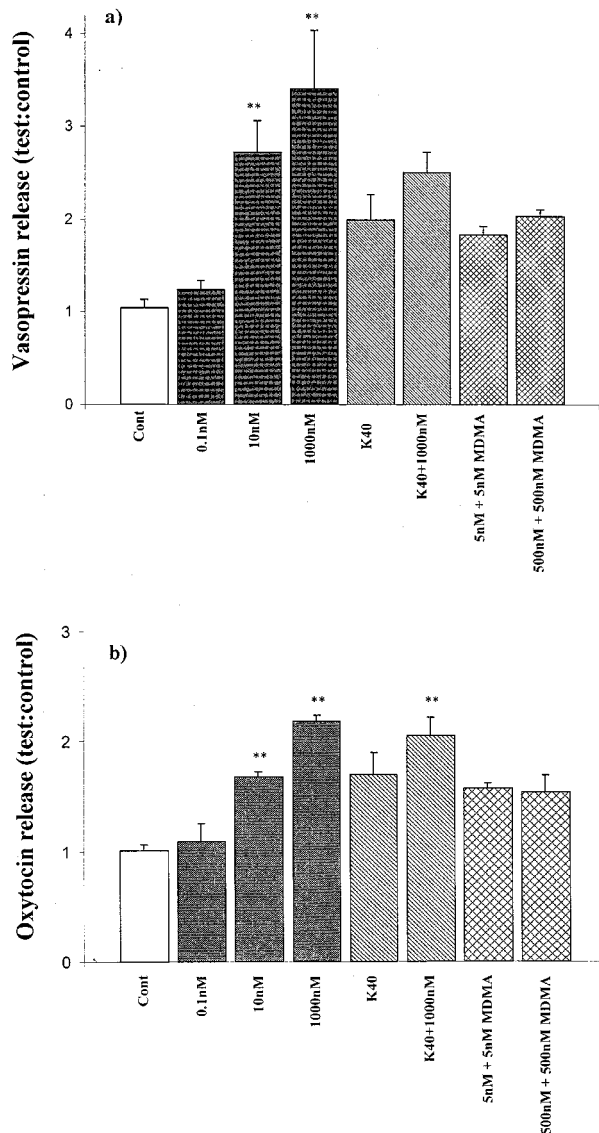 a)
Vasopressin release (test:control)
4
3
2
1
0
**
**
Cont
0.1nM
10nM
1000nM
K40
K40+1000nM
5nM + 5nM MDMA
500nM + 500nM MDMA
b)
Oxytocin release (test:control)
3
2
1
0
**
**
**
Cont
0.1nM
10nM
1000nM
K40
K40+1000nM
5nM + 5nM MDMA
500nM + 500nM MDMA